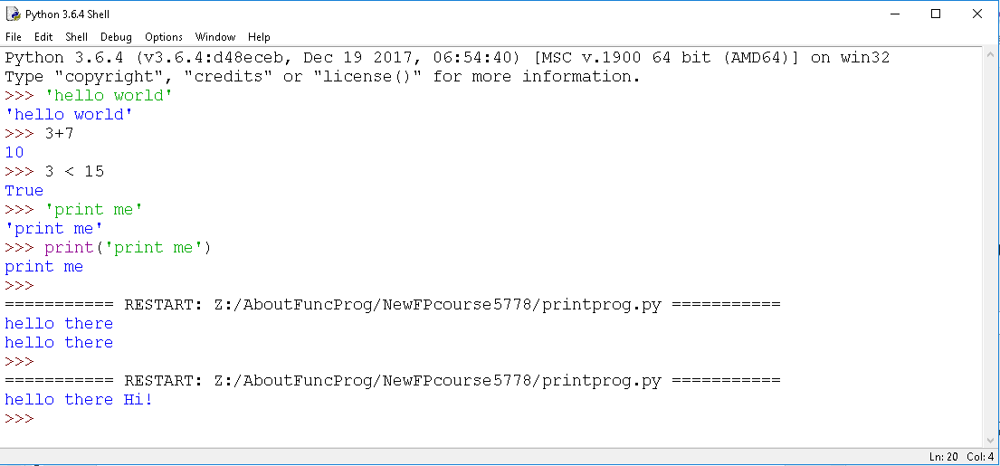 Python 3.6.4 Shell
File Edit Shell Debug Options Window Help
Python 3.6.4 (v3.6.4:d48eceb, Dec 19 2017, 06:54:40) [MSC v.1900 64 bit (AMD64)] on win32
Type "copyright", "credits" or "license()" for more information.
>>> 'hello world'
'hello world'
>>> 3+7
10
>>> 3 < 15
True
>>> 'print me'
'print me'
>>> print('print me')
print me
>>>
=========== RESTART: Z:/AboutFuncProg/NewFPcourse5778/printprog.py ===========
hello there
hello there
>>>
=========== RESTART: Z:/AboutFuncProg/NewFPcourse5778/printprog.py ===========
hello there Hi!
>>>
Ln: 20 Col: 4